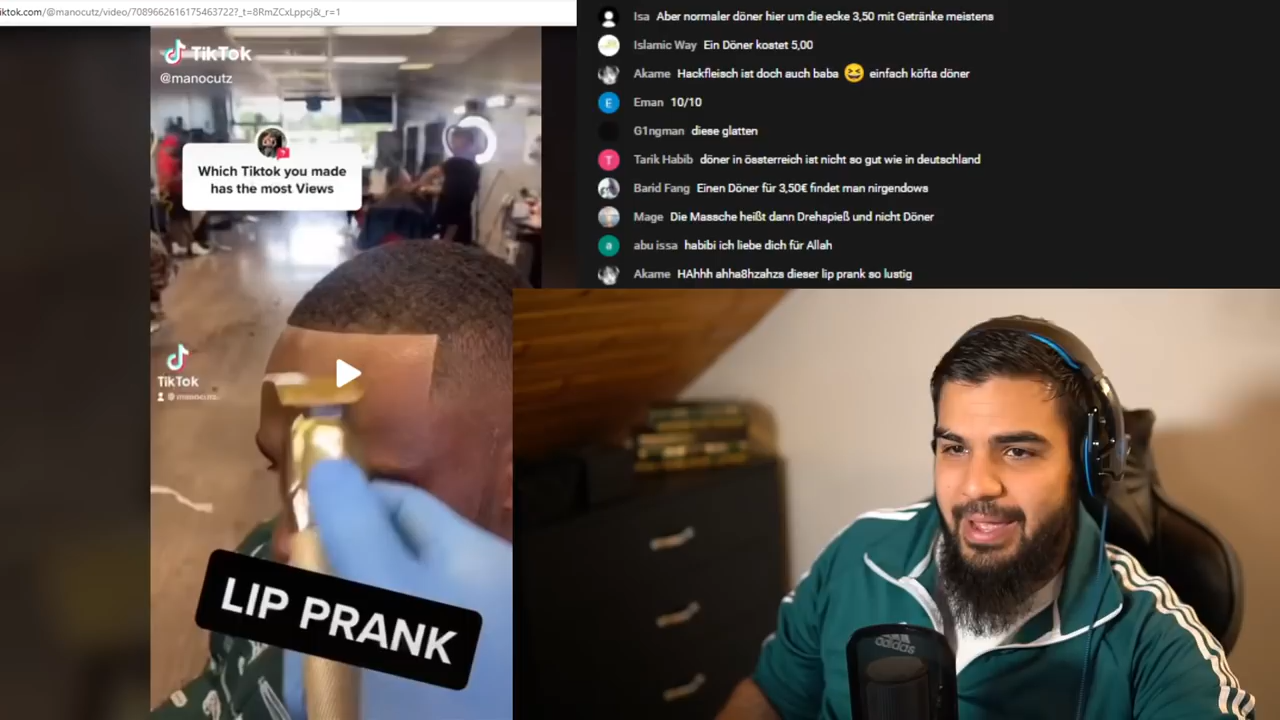 iktok.com/@manocutz/video/7089662616175463722?_t=8RmZCxLppcj&_r=1
TikTok
@manocutz
Which Tiktok you made
has the most Views
TikTok
LIP PRANK
Isa Aber normaler döner hier um die ecke 3,50 mit Getränke meistens
Islamic Way Ein Döner kostet 5,00
Akame Hackfleisch ist doch auch baba 😆 einfach köfta döner
E Eman 10/10
G1ngman diese glatten
T Tarik Habib döner in össterreich ist nicht so gut wie in deutschland
Barid Fang Einen Döner für 3,50€ findet man nirgendows
Mage Die Massche heißt dann Drehspieß und nicht Döner
a abu issa habibi ich liebe dich für Allah
Akame HAhhh ahha8hzahzs dieser lip prank so lustig
adidas